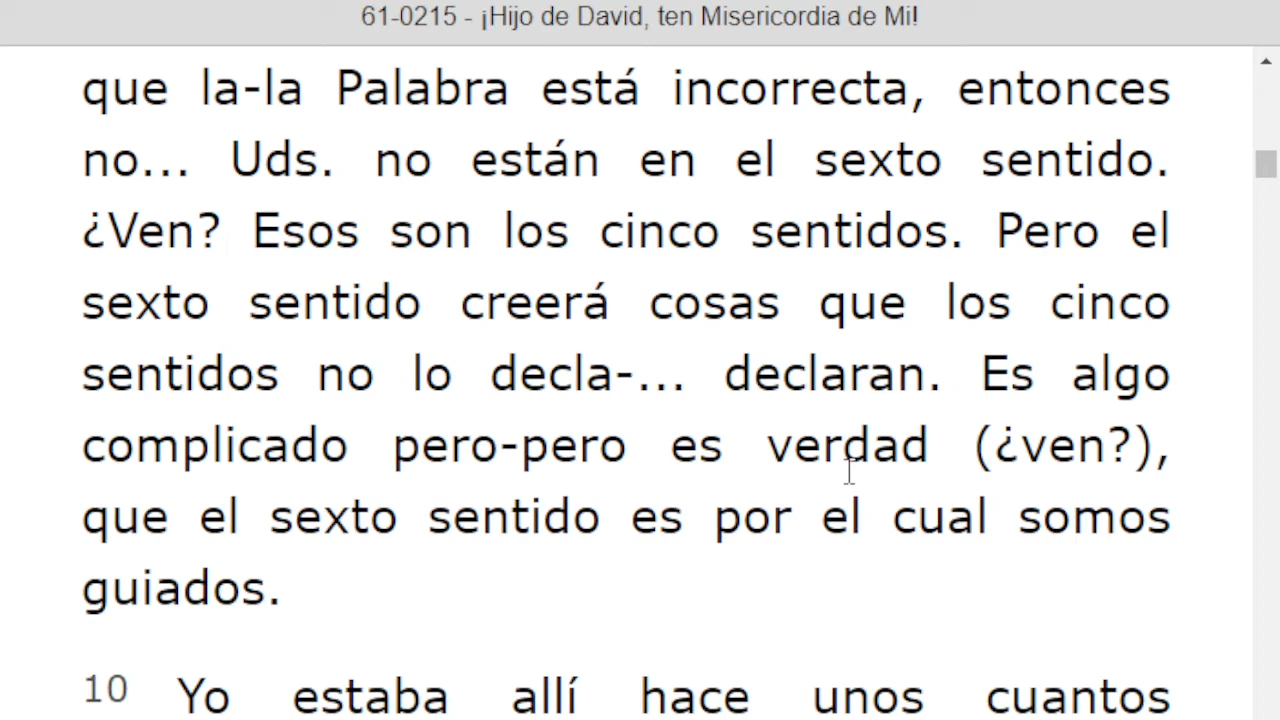 61-0215 - ¡Hijo de David, ten Misericordia de Mi!
que la-la Palabra está incorrecta, entonces
no... Uds. no están en el sexto sentido.
¿Ven? Esos son los cinco sentidos. Pero el
sexto sentido creerá cosas que los cinco
sentidos no lo decla-... declaran. Es algo
complicado pero-pero es verdad (¿ven?),
que el sexto sentido es por el cual somos
guiados.
10 Yo estaba allí hace unos cuantos